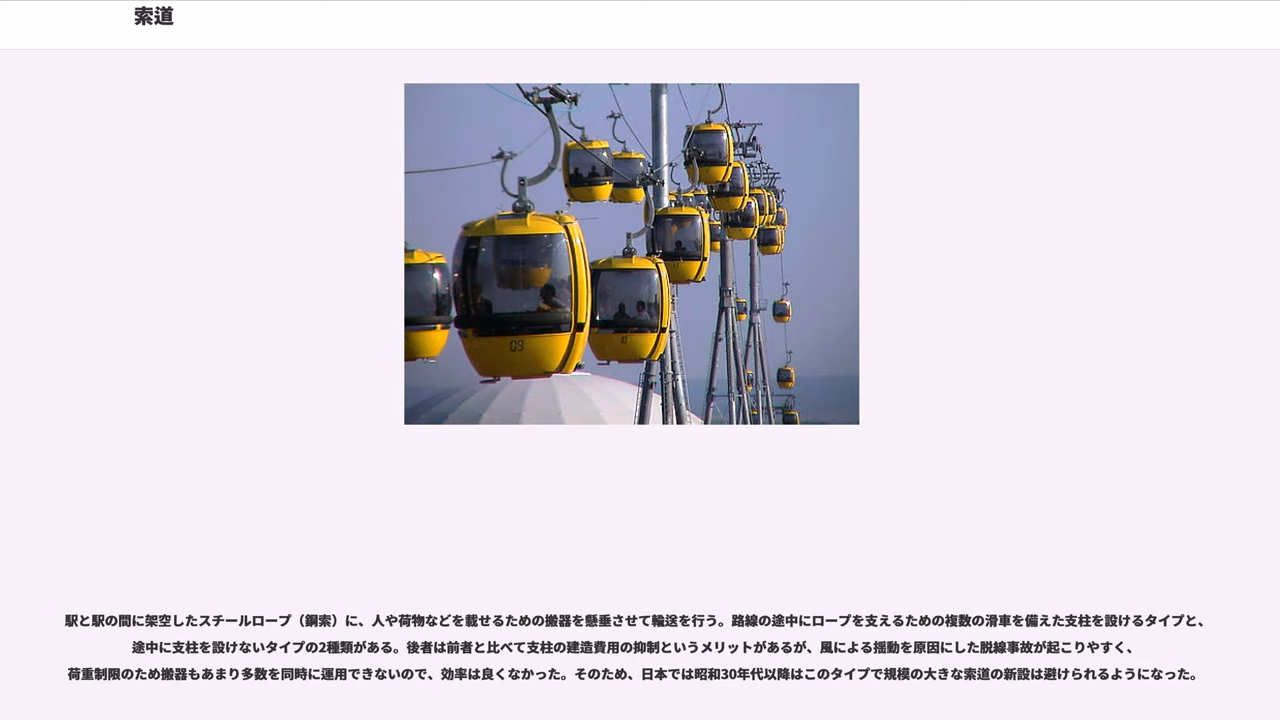 索道
09
駅と駅の間に架空したスチールロープ（鋼索）に、人や荷物などを載せるための搬器を懸垂させて輸送を行う。路線の途中にロープを支えるための複数の滑車を備えた支柱を設けるタイプと、
途中に支柱を設けないタイプの2種類がある。後者は前者と比べて支柱の建造費用の抑制というメリットがあるが、風による揺動を原因にした脱線事故が起こりやすく、
荷重制限のため搬器もあまり多数を同時に運用できないので、効率は良くなかった。そのため、日本では昭和30年代以降はこのタイプで規模の大きな索道の新設は避けられるようになった。